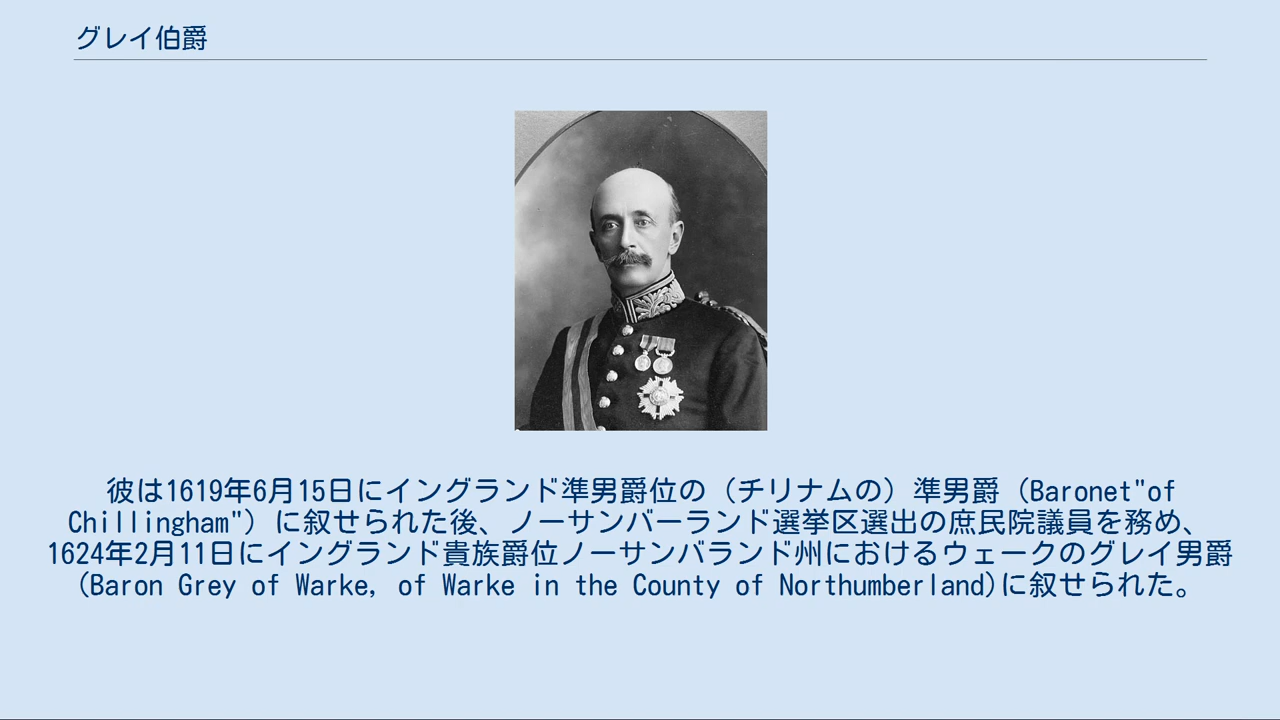 グレイ伯爵
彼は1619年6月15日にイングランド準男爵位の（チリナムの）準男爵（Baronet"of
Chillingham"）に叙せられた後、ノーサンバーランド選挙区選出の庶民院議員を務め、
1624年2月11日にイングランド貴族爵位ノーサンバランド州におけるウェークのグレイ男爵
(Baron Grey of Warke, of Warke in the County of Northumberland)に叙せられた。